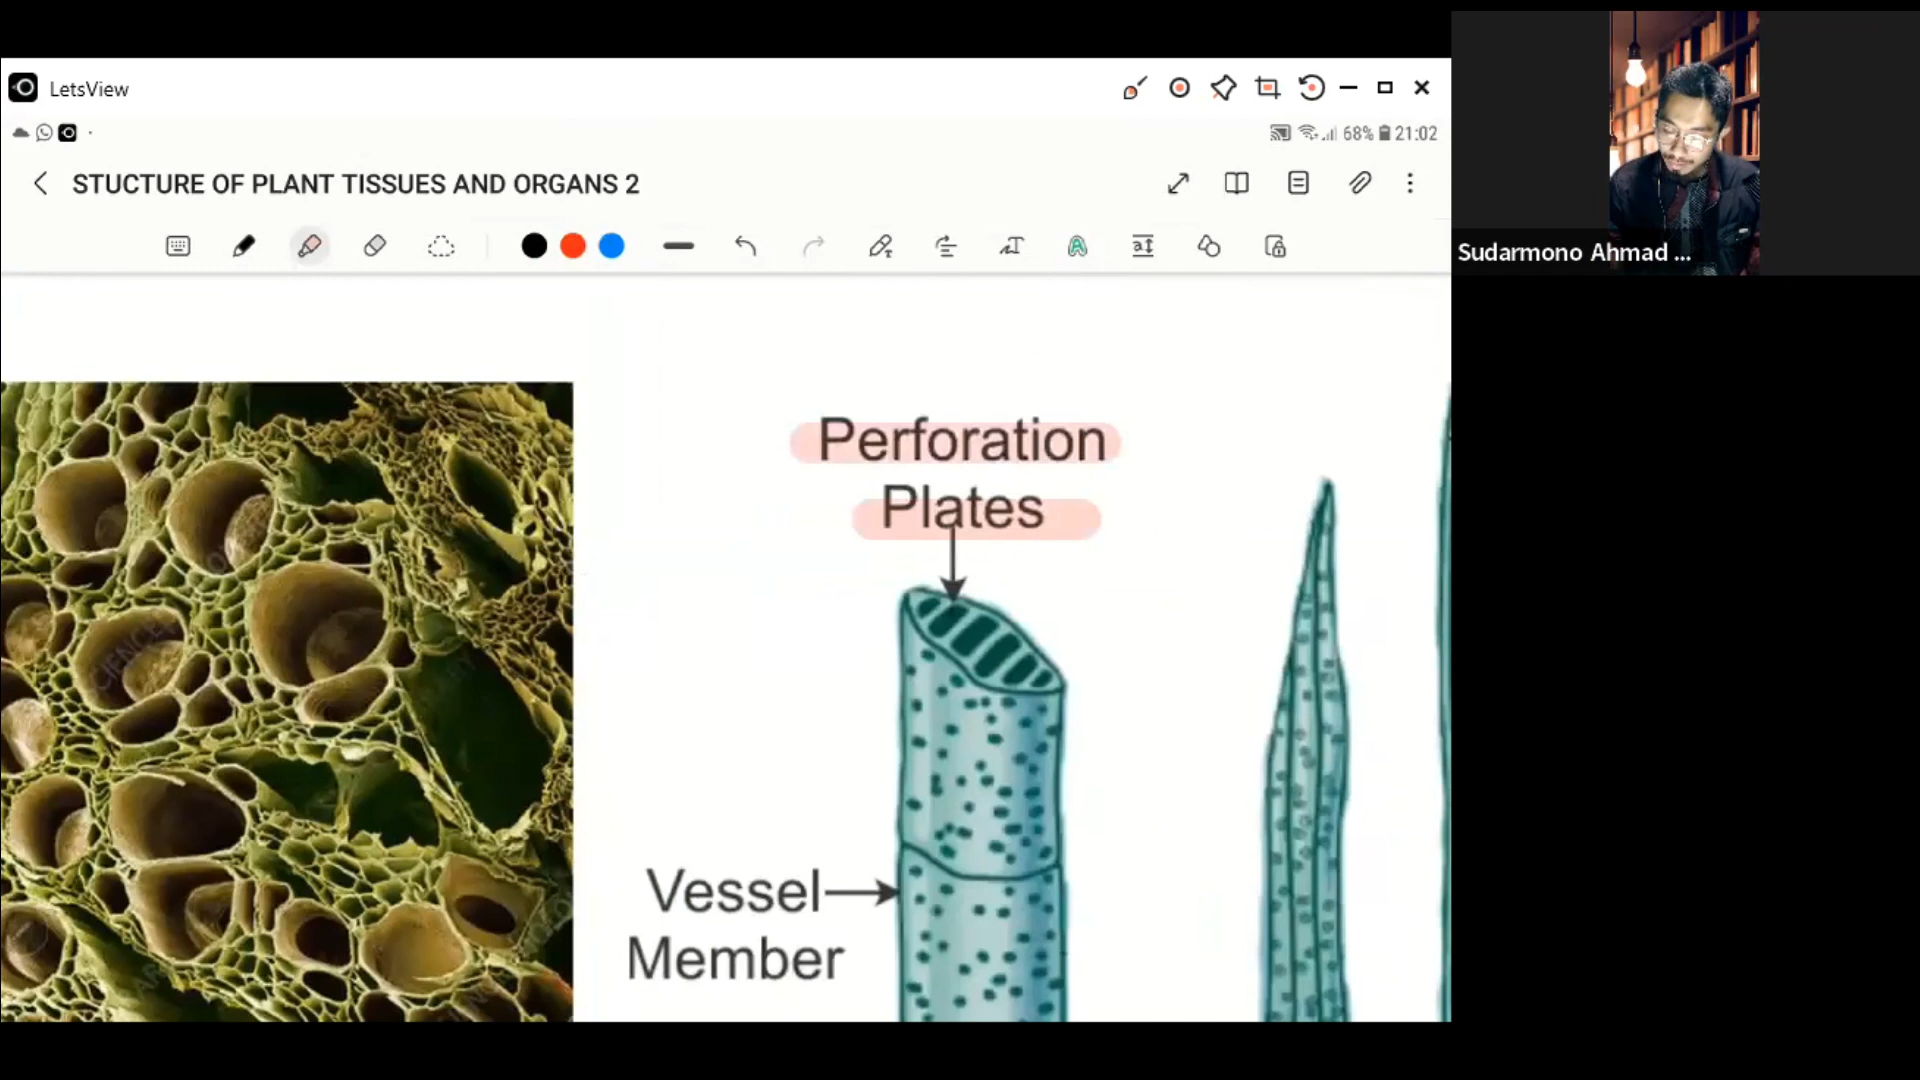 LetsView
68% 21:02
STUCTURE OF PLANT TISSUES AND ORGANS 2
Sudarmono Ahmad ...
Perforation
Plates
Vessel
Member